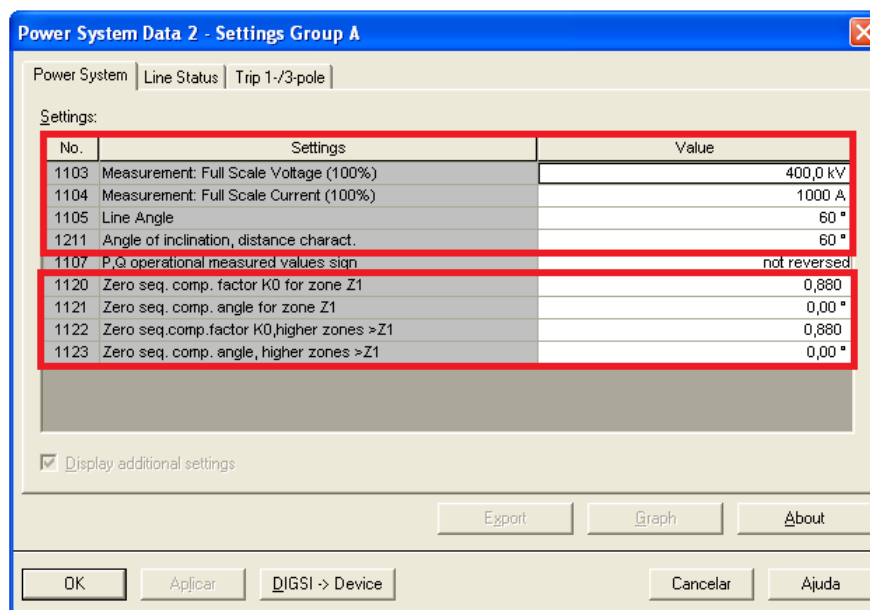 Power System Data 2 - Settings Group A
Power System Line Status Trip 1-/3-pole
Settings:
No. Settings Value
1103 Measurement: Full Scale Voltage (100%) 400,0 kV
1104 Measurement: Full Scale Current (100%) 1000 A
1105 Line Angle 60 °
1211 Angle of inclination, distance charact. 60 °
1107 P,Q operational measured values sign not reversed
1120 Zero seq. comp. factor K0 for zone Z1 0,880
1121 Zero seq. comp. angle for zone Z1 0,00 °
1122 Zero seq.comp.factor K0,higher zones >Z1 0,880
1123 Zero seq. comp. angle, higher zones >Z1 0,00 °
Display additional settings
Export Graph About
OK Aplicar DIGSI -> Device Cancelar Ajuda